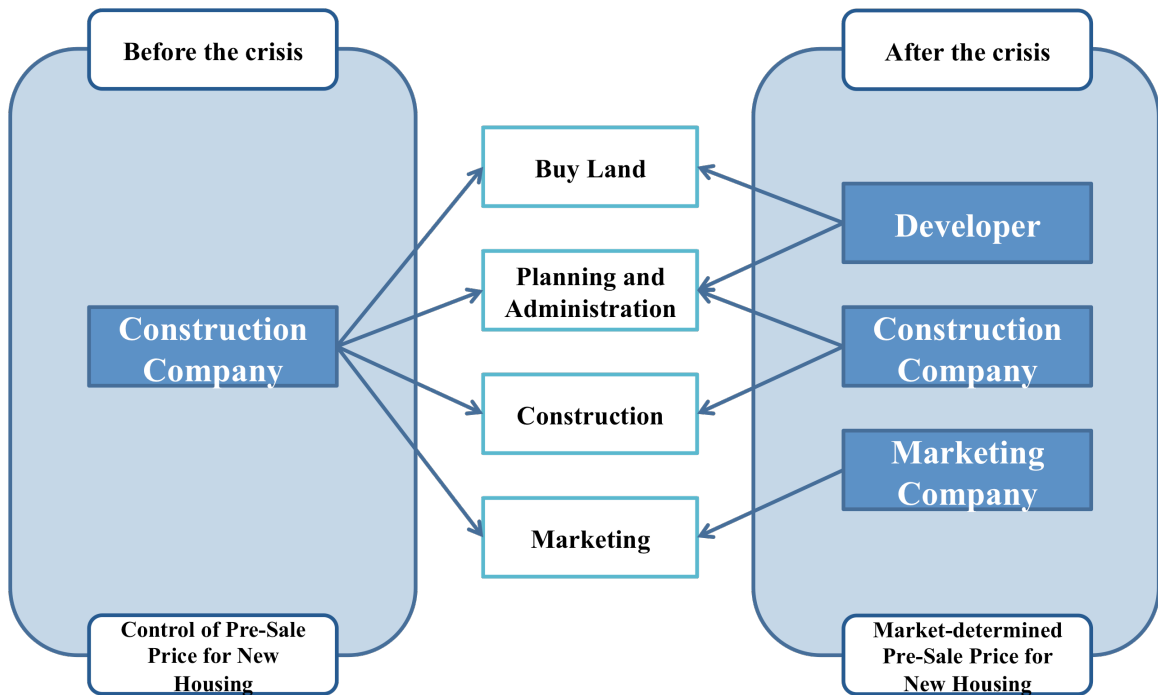 Before the crisis
After the crisis
Buy Land
Developer
Planning and
Administration
Construction
Company
Construction
Company
Construction
Marketing
Company
Marketing
Control of Pre-Sale
Price for New
Housing
Market-determined
Pre-Sale Price for
New Housing